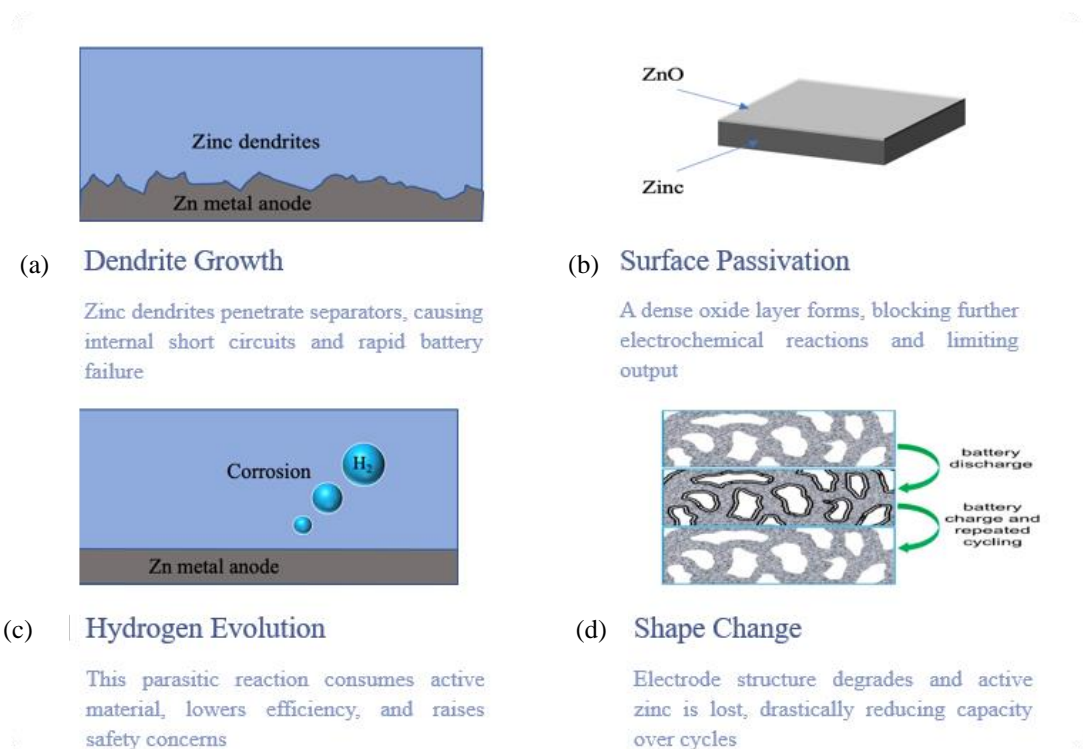 Zinc dendrites
Zn metal anode
ZnO
Zinc
(a) Dendrite Growth
Zinc dendrites penetrate separators, causing
internal short circuits and rapid battery
failure
(b) Surface Passivation
A dense oxide layer forms, blocking further
electrochemical reactions and limiting
output
Corrosion
H₂
Zn metal anode
battery
discharge
battery
charge and
repeated
cycling
(c) Hydrogen Evolution
This parasitic reaction consumes active
material, lowers efficiency, and raises
safety concerns
(d) Shape Change
Electrode structure degrades and active
zinc is lost, drastically reducing capacity
over cycles